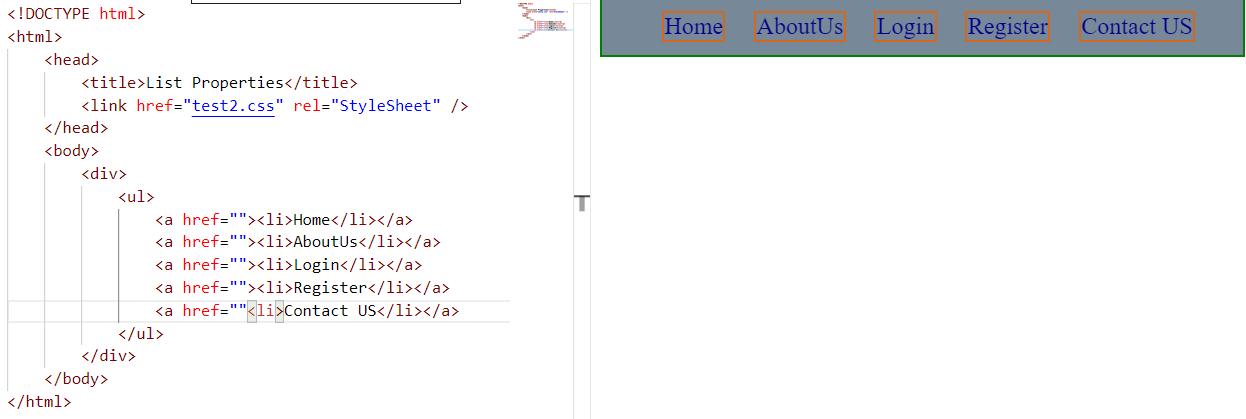 <!DOCTYPE html>
<html>
<head>
<title>List Properties</title>
<link href="test2.css" rel="StyleSheet" />
</head>
<body>
<div>
<ul>
<a href=""><li>Home</li></a>
<a href=""><li>AboutUs</li></a>
<a href=""><li>Login</li></a>
<a href=""><li>Register</li></a>
<a href=""<li>Contact US</li></a>
</ul>
</div>
</body>
</html>
Home AboutUs Login Register Contact US